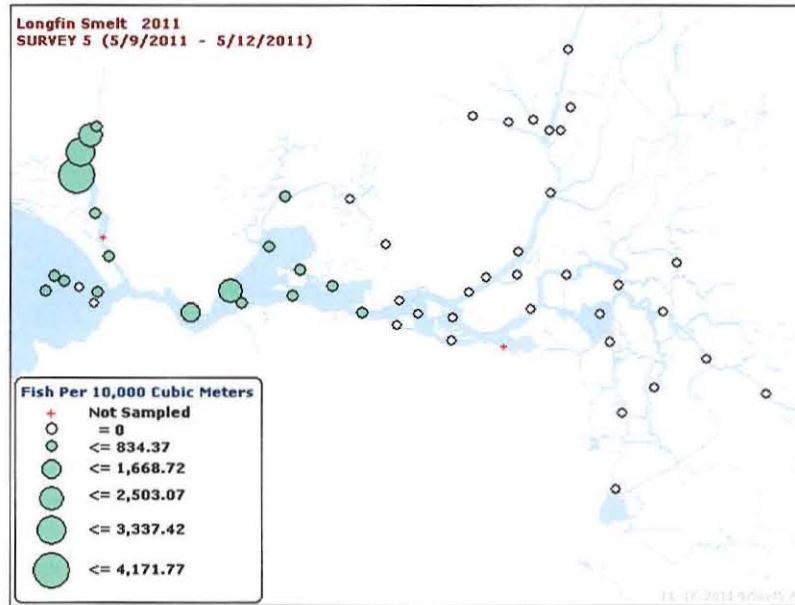 Longfin Smelt 2011
SURVEY 5 (5/9/2011 - 5/12/2011)
Fish Per 10,000 Cubic Meters
Not Sampled
= 0
<= 834.37
<= 1,668.72
<= 2,503.07
<= 3,337.42
<= 4,171.77